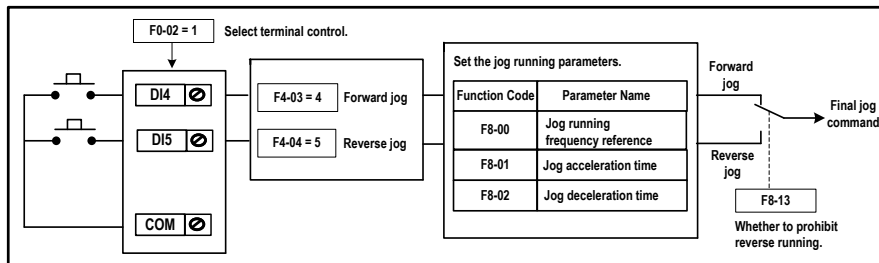 F0-02 = 1
Select terminal control.
DI4
DI5
COM
F4-03 = 4
Forward jog
F4-04 = 5
Reverse jog
Set the jog running parameters.
Function Code
Parameter Name
F8-00
Jog running
frequency reference
F8-01
Jog acceleration time
F8-02
Jog deceleration time
Forward
jog
Reverse
jog
Final jog
command
F8-13
Whether to prohibit
reverse running.